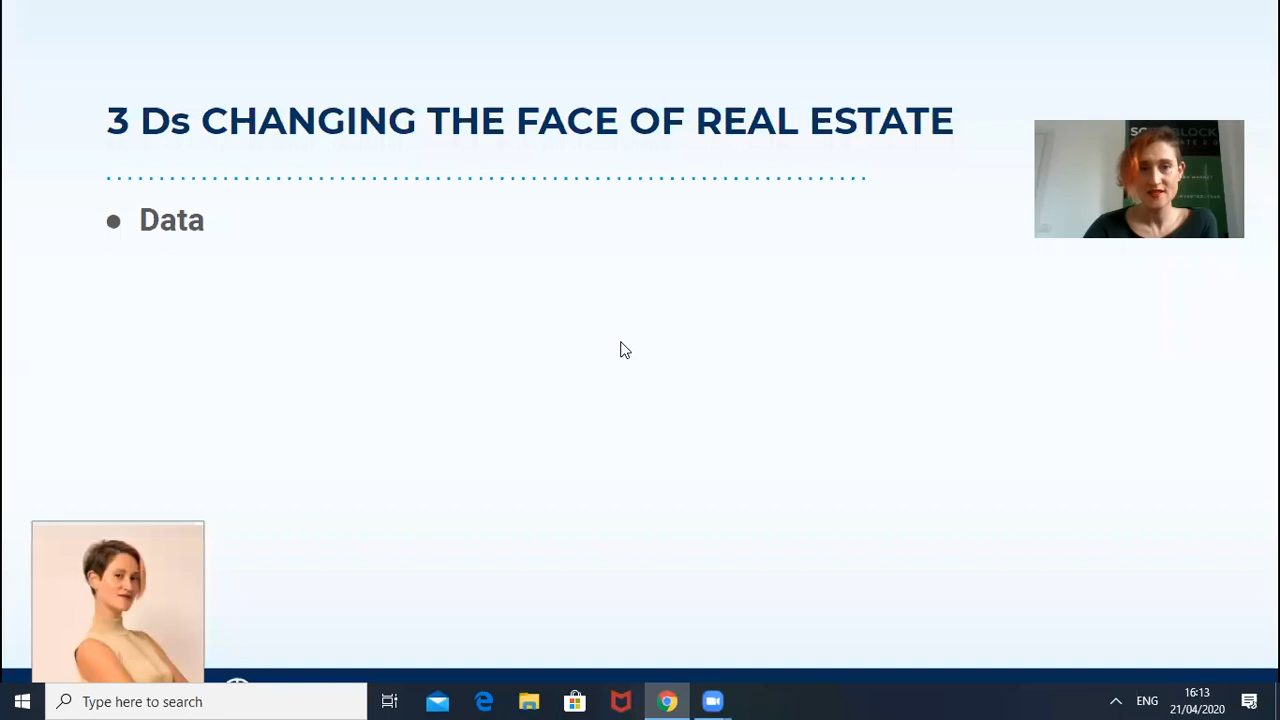 3 Ds CHANGING THE FACE OF REAL ESTATE
● Data
Type here to search
ENG
16:13
21/04/2020